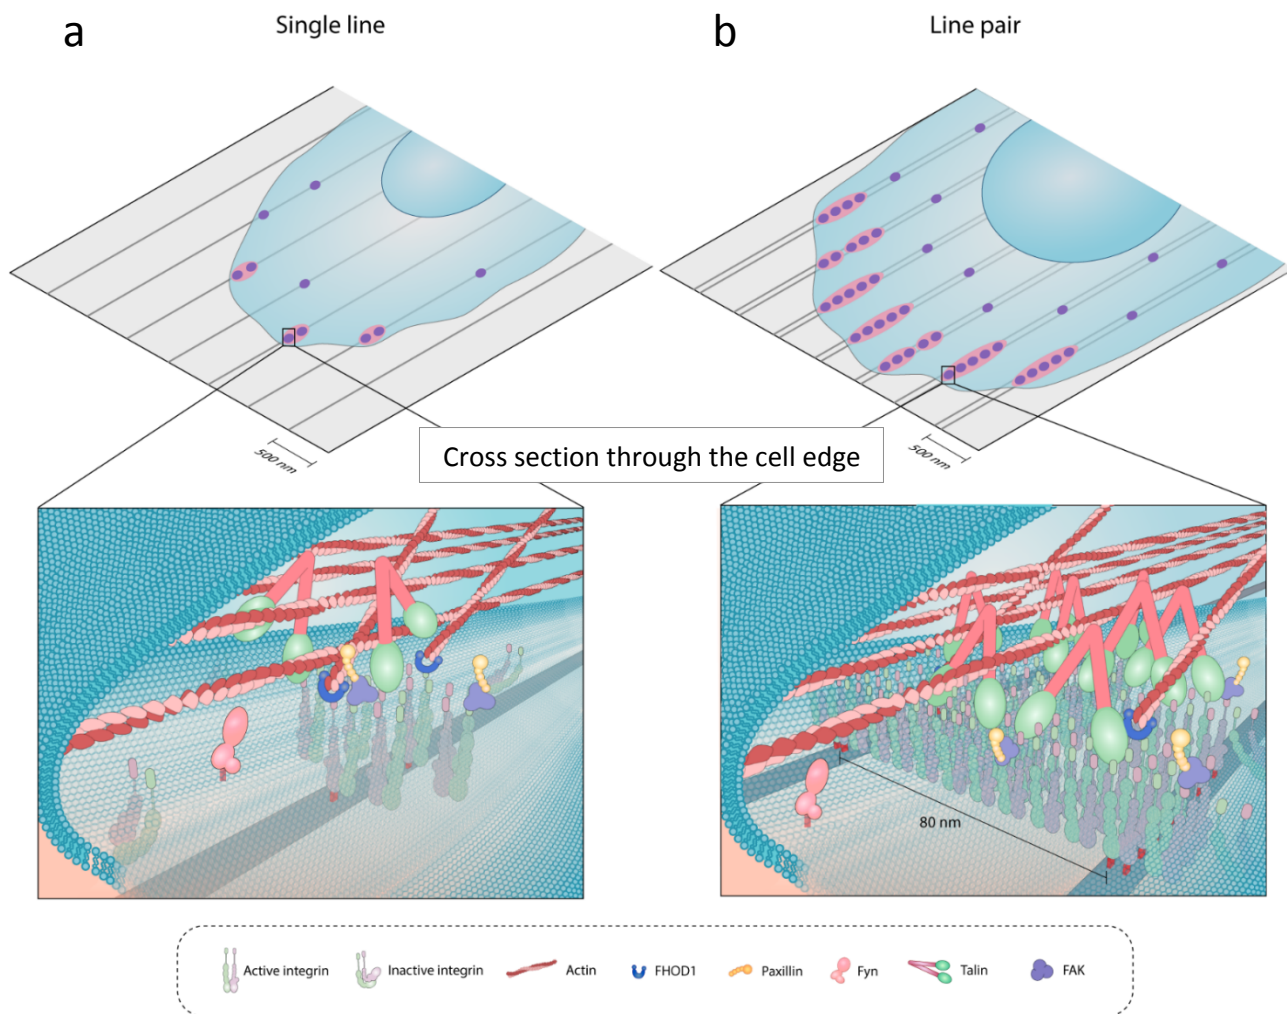 a
Single line
b
Line pair
500 nm
500 nm
Cross section through the cell edge
80 nm
Active integrin
Inactive integrin
Actin
FHOD1
Paxillin
Fyn
Talin
FAK